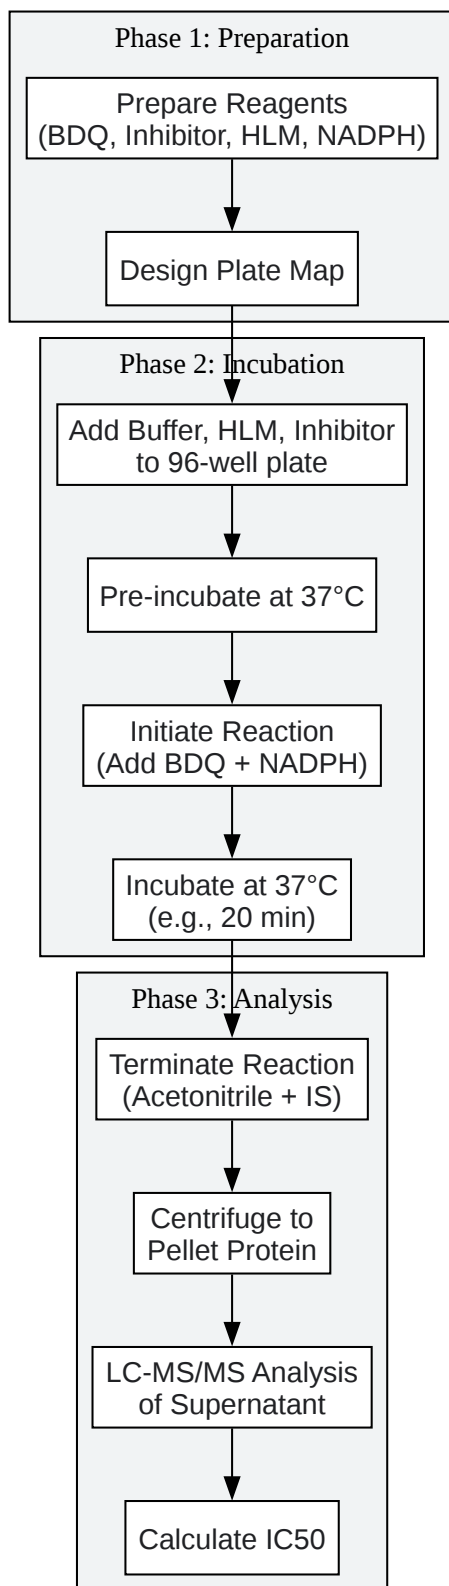 Phase 1: Preparation
Prepare Reagents
(BDQ, Inhibitor, HLM, NADPH)
Design Plate Map
Phase 2: Incubation
Add Buffer, HLM, Inhibitor
to 96-well plate
Pre-incubate at 37°C
Initiate Reaction
(Add BDQ + NADPH)
Incubate at 37°C
(e.g., 20 min)
Phase 3: Analysis
Terminate Reaction
(Acetonitrile + IS)
Centrifuge to
Pellet Protein
LC-MS/MS Analysis
of Supernatant
Calculate IC50